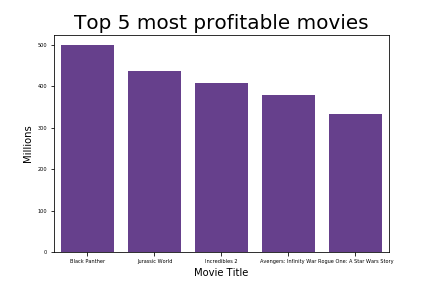 Top 5 most profitable movies
Millions
500
400
300
200
100
0
Black Panther Jurassic World Incredibles 2 Avengers: Infinity War Rogue One: A Star Wars Story
Movie Title